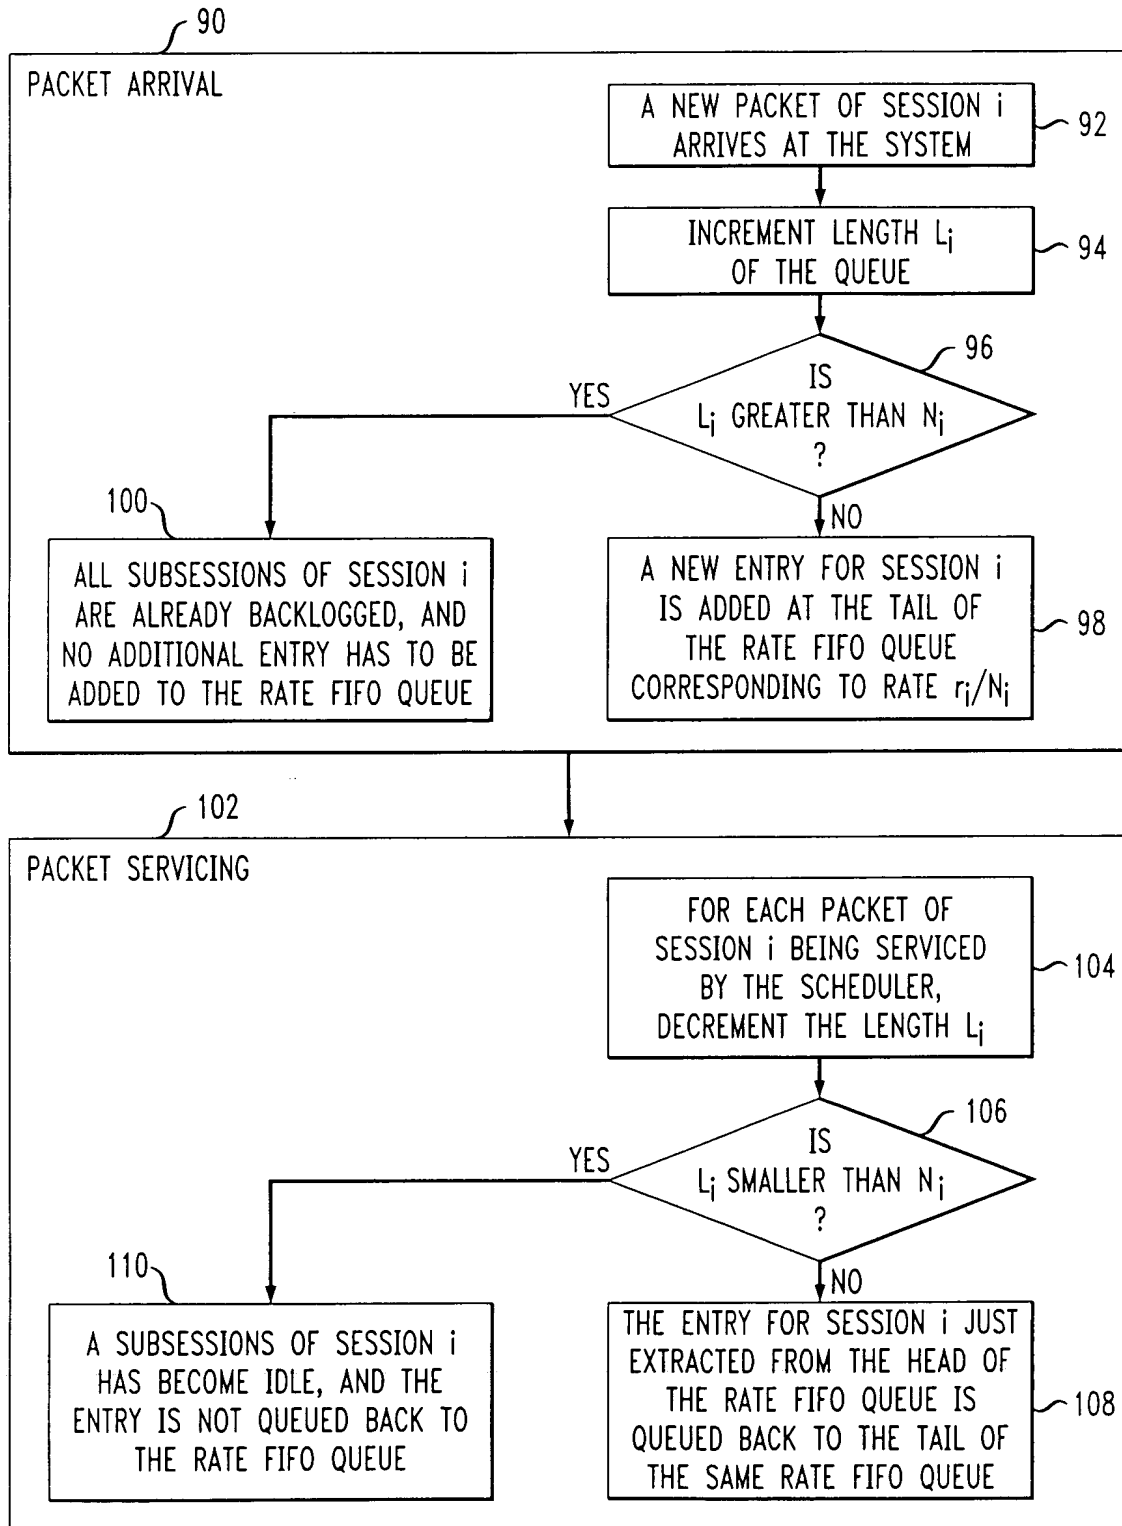 90
PACKET ARRIVAL
A NEW PACKET OF SESSION i
ARRIVES AT THE SYSTEM
92
INCREMENT LENGTH Li
OF THE QUEUE
94
96
IS
Li GREATER THAN Ni
?
YES
NO
100
ALL SUBSESSIONS OF SESSION i
ARE ALREADY BACKLOGGED, AND
NO ADDITIONAL ENTRY HAS TO BE
ADDED TO THE RATE FIFO QUEUE
A NEW ENTRY FOR SESSION i
IS ADDED AT THE TAIL OF
THE RATE FIFO QUEUE
CORRESPONDING TO RATE ri/Ni
98
102
PACKET SERVICING
FOR EACH PACKET OF
SESSION i BEING SERVICED
BY THE SCHEDULER,
DECREMENT THE LENGTH Li
104
106
IS
Li SMALLER THAN Ni
?
YES
NO
110
A SUBSESSIONS OF SESSION i
HAS BECOME IDLE, AND THE
ENTRY IS NOT QUEUED BACK TO
THE RATE FIFO QUEUE
THE ENTRY FOR SESSION i JUST
EXTRACTED FROM THE HEAD OF
THE RATE FIFO QUEUE IS
QUEUED BACK TO THE TAIL OF
THE SAME RATE FIFO QUEUE
108